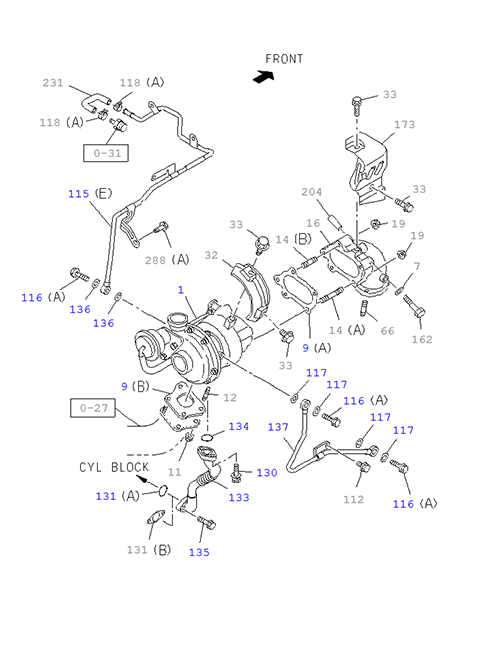 FRONT
231
118 (A)
118 (A)
0-31
33
173
115 (E)
204
33
33
16
19
14 (B)
19
32
288 (A)
7
116 (A)
136
1
136
14 (A)
66
162
33
9 (A)
117
9 (B)
12
117
116 (A)
0-27
134
137
117
117
11
CYL BLOCK
130
112
131 (A)
133
116 (A)
131 (B)
135